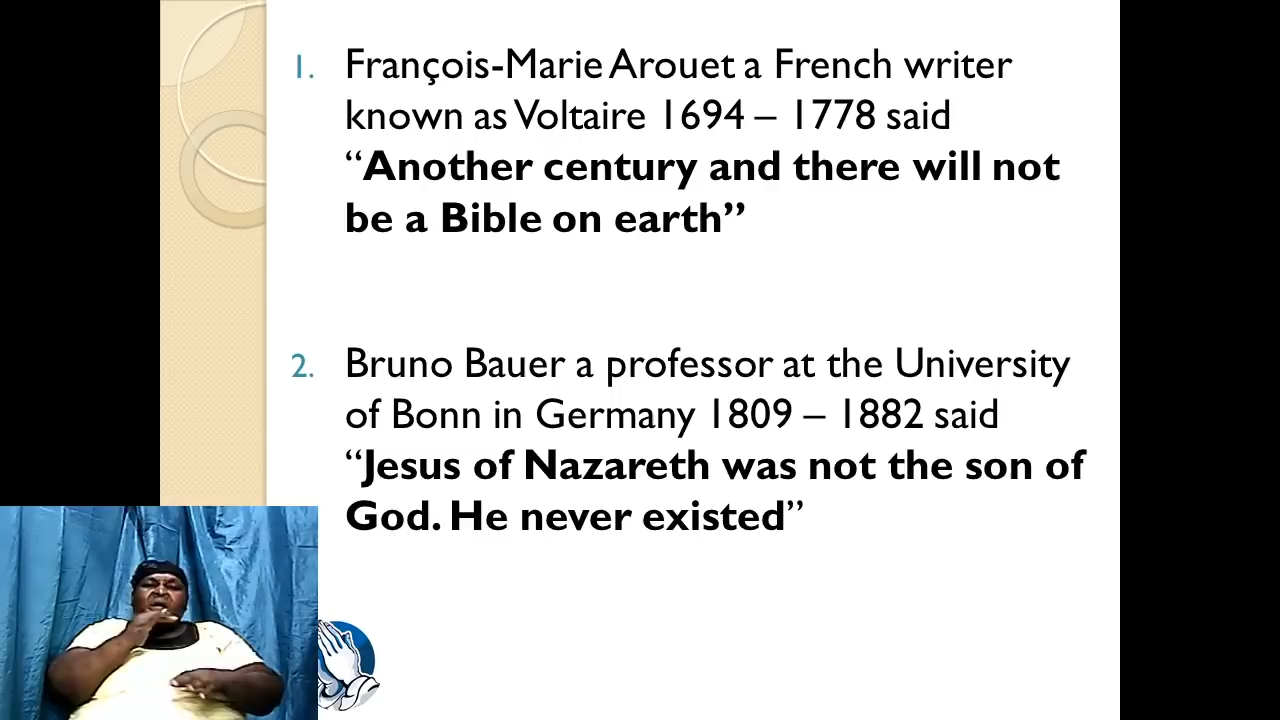 1. François-Marie Arouet a French writer
known as Voltaire 1694 – 1778 said
“Another century and there will not
be a Bible on earth”
2. Bruno Bauer a professor at the University
of Bonn in Germany 1809 – 1882 said
“Jesus of Nazareth was not the son of
God. He never existed”